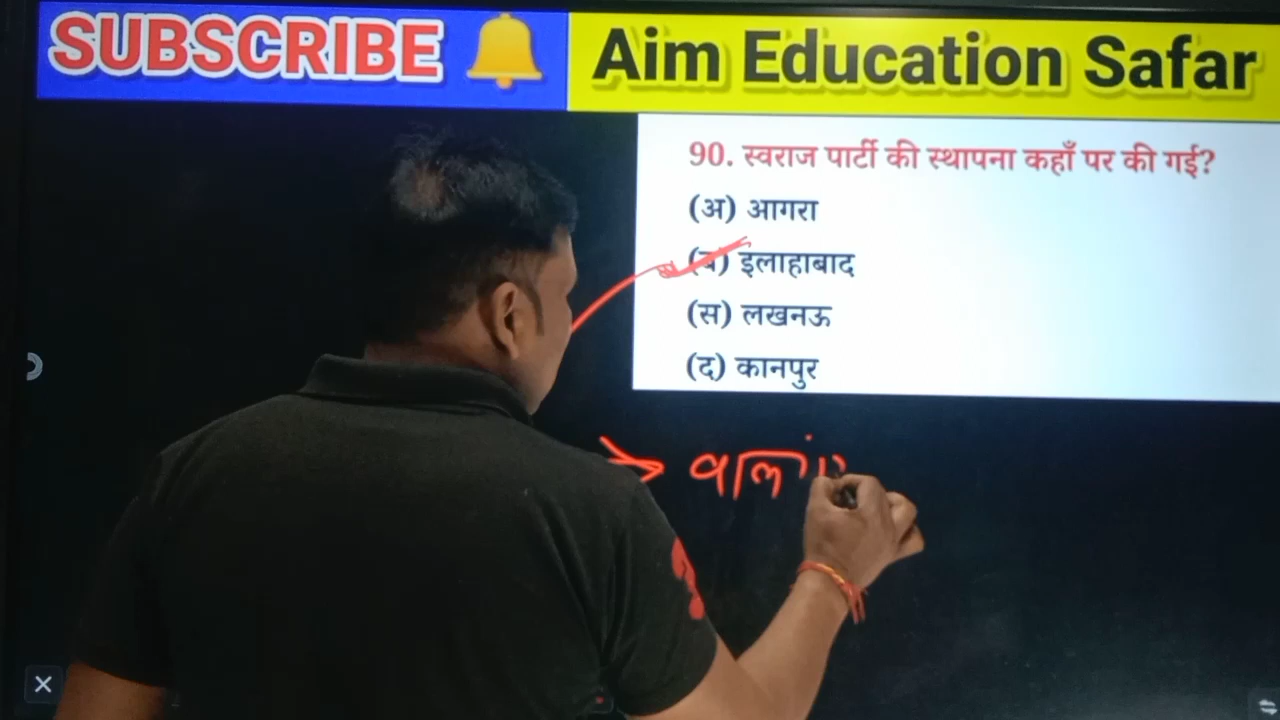 SUBSCRIBE
Aim Education Safar
90. स्वराज पार्टी की स्थापना कहाँ पर की गई?
(अ) आगरा
(ब) इलाहाबाद
(स) लखनऊ
(द) कानपुर